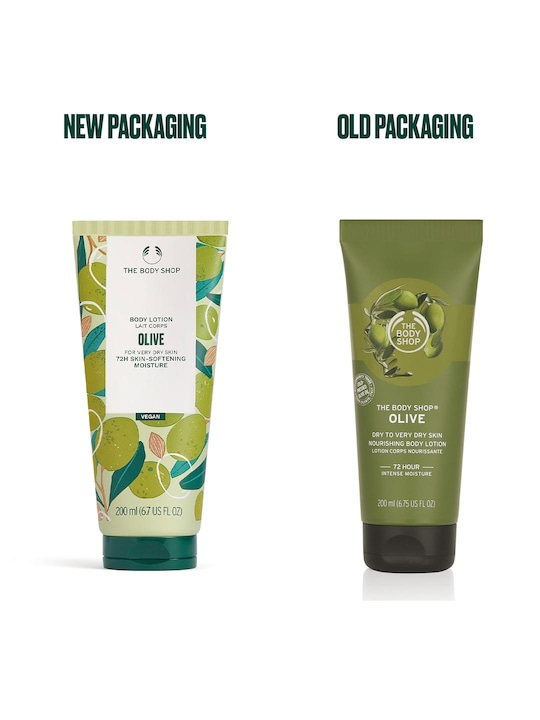 NEW PACKAGING
OLD PACKAGING
THE BODY SHOP
BODY LOTION
LAIT CORPS
OLIVE
FOR VERY DRY SKIN
72H SKIN-SOFTENING
MOISTURE
VEGAN
200 ml (6.7 US FL OZ)
THE
BODY
SHOP
THE BODY SHOP®
OLIVE
DRY TO VERY DRY SKIN
NOURISHING BODY LOTION
LOTION CORPS NOURISSANTE
72 HOUR
INTENSE MOISTURE
200 ml (6.75 US FL OZ)